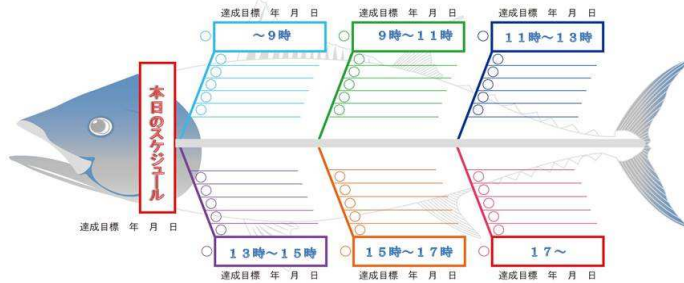 達成目標 年 月 日
達成目標 年 月 日
達成目標 年 月 日
～9時
9時～11時
11時～13時
本日のスケジュール
達成目標 年 月 日
13時～15時
15時～17時
17～
達成目標 年 月 日
達成目標 年 月 日
達成目標 年 月 日